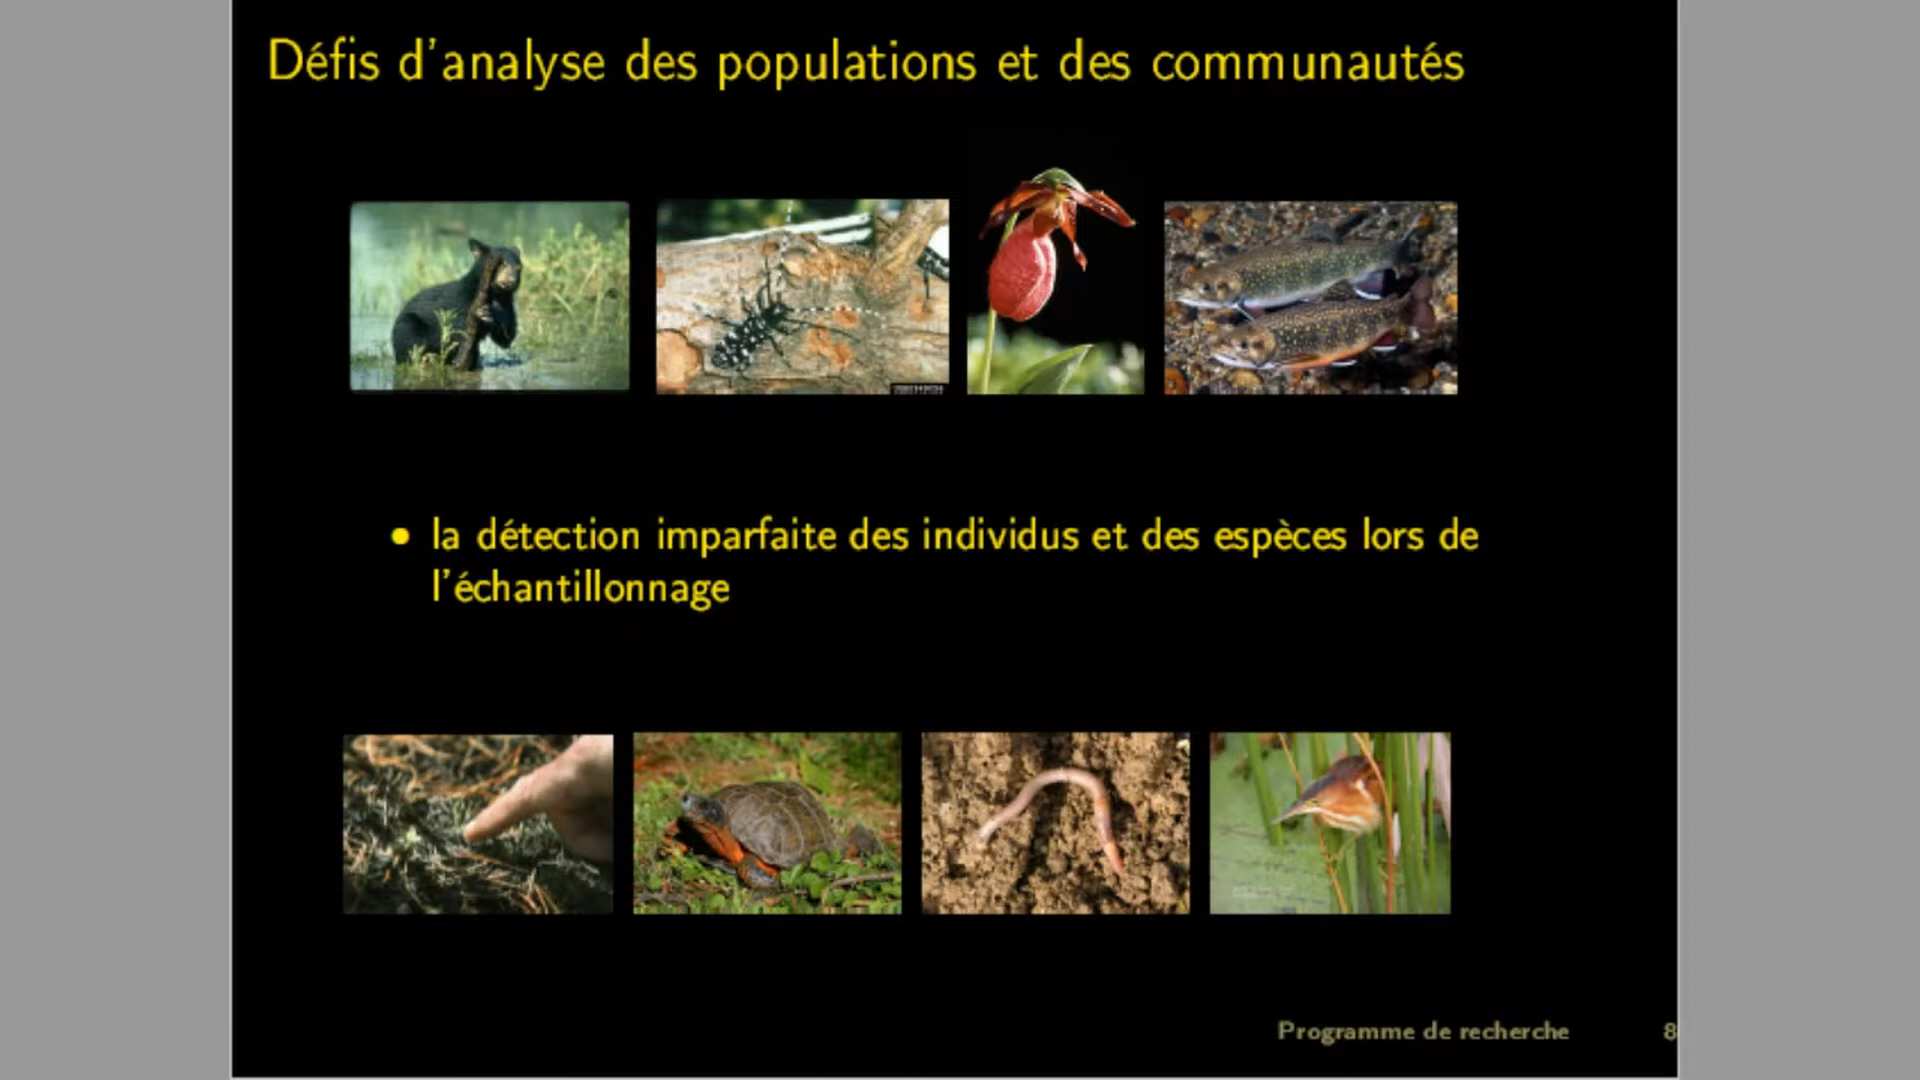 Défis d'analyse des populations et des communautés
• la détection imparfaite des individus et des espèces lors de
l'échantillonnage
Programme de recherche 8